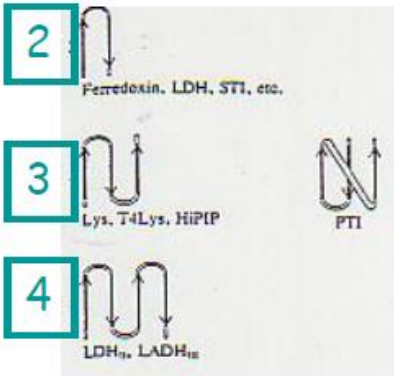 2
Ferredoxin, LDH, STI, etc.
3
Lys, T4Lys, HiPIP
PTI
4
LDH LADH